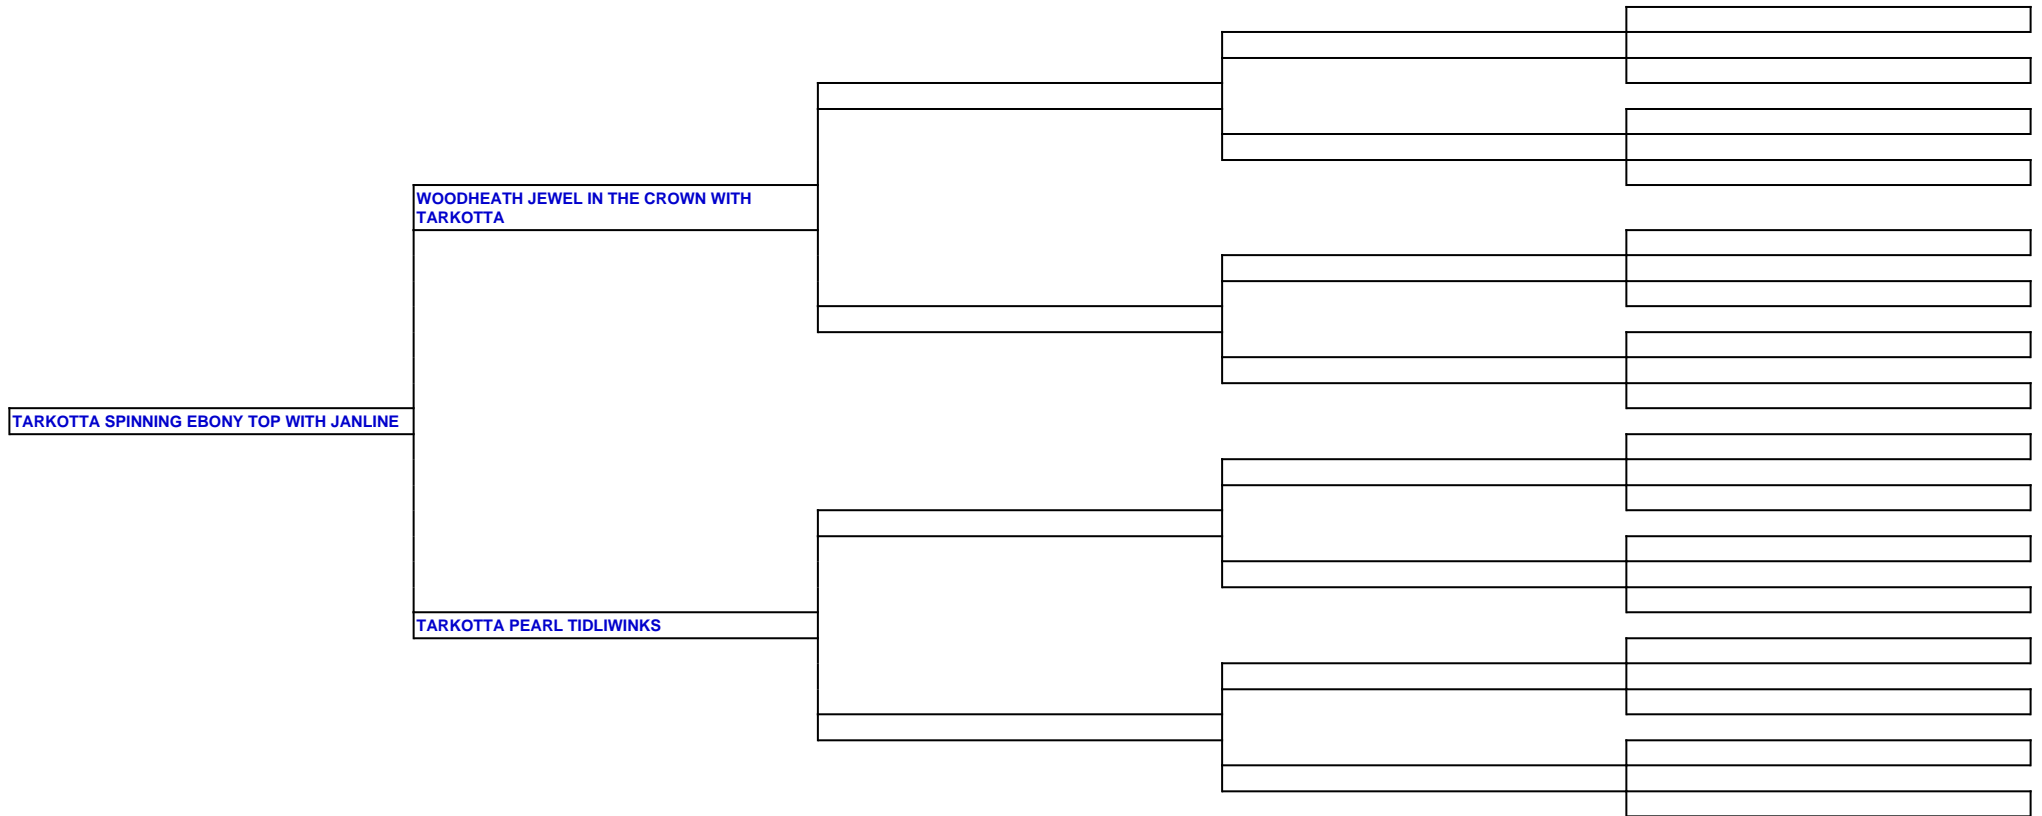 WOODHEATH JEWEL IN THE CROWN WITH
TARKOTTA
TARKOTTA SPINNING EBONY TOP WITH JANLINE
TARKOTTA PEARL TIDLIWINKS